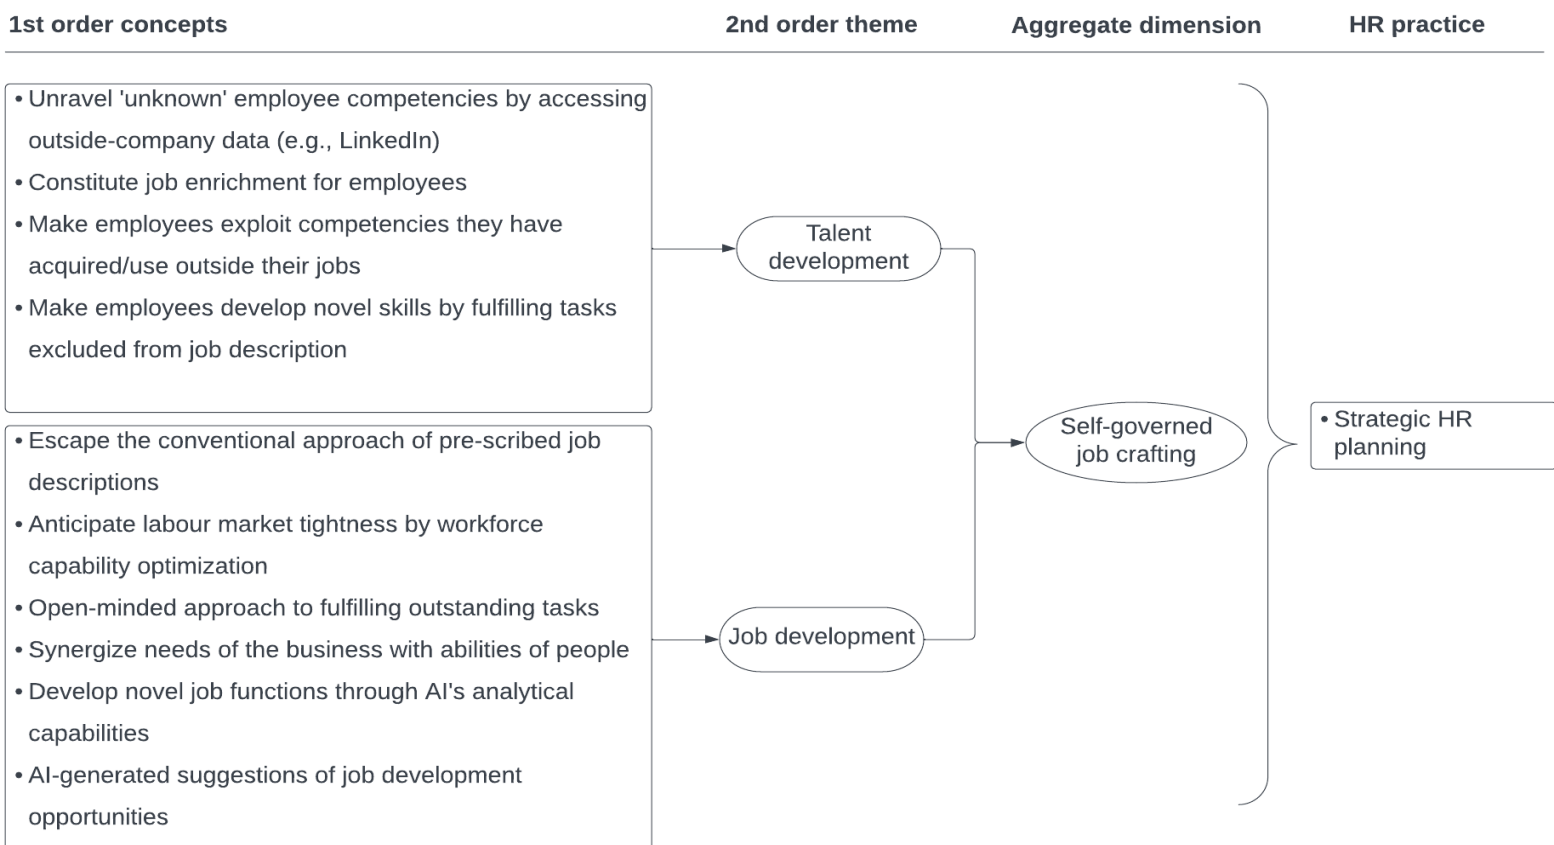 1st order concepts 2nd order theme Aggregate dimension HR practice
• Unravel 'unknown' employee competencies by accessing
outside-company data (e.g., LinkedIn)
• Constitute job enrichment for employees
• Make employees exploit competencies they have
acquired/use outside their jobs
• Make employees develop novel skills by fulfilling tasks
excluded from job description
Talent
development
• Escape the conventional approach of pre-scribed job
descriptions
• Anticipate labour market tightness by workforce
capability optimization
• Open-minded approach to fulfilling outstanding tasks
• Synergize needs of the business with abilities of people
• Develop novel job functions through AI's analytical
capabilities
• AI-generated suggestions of job development
opportunities
Job development
Self-governed
job crafting
• Strategic HR
planning